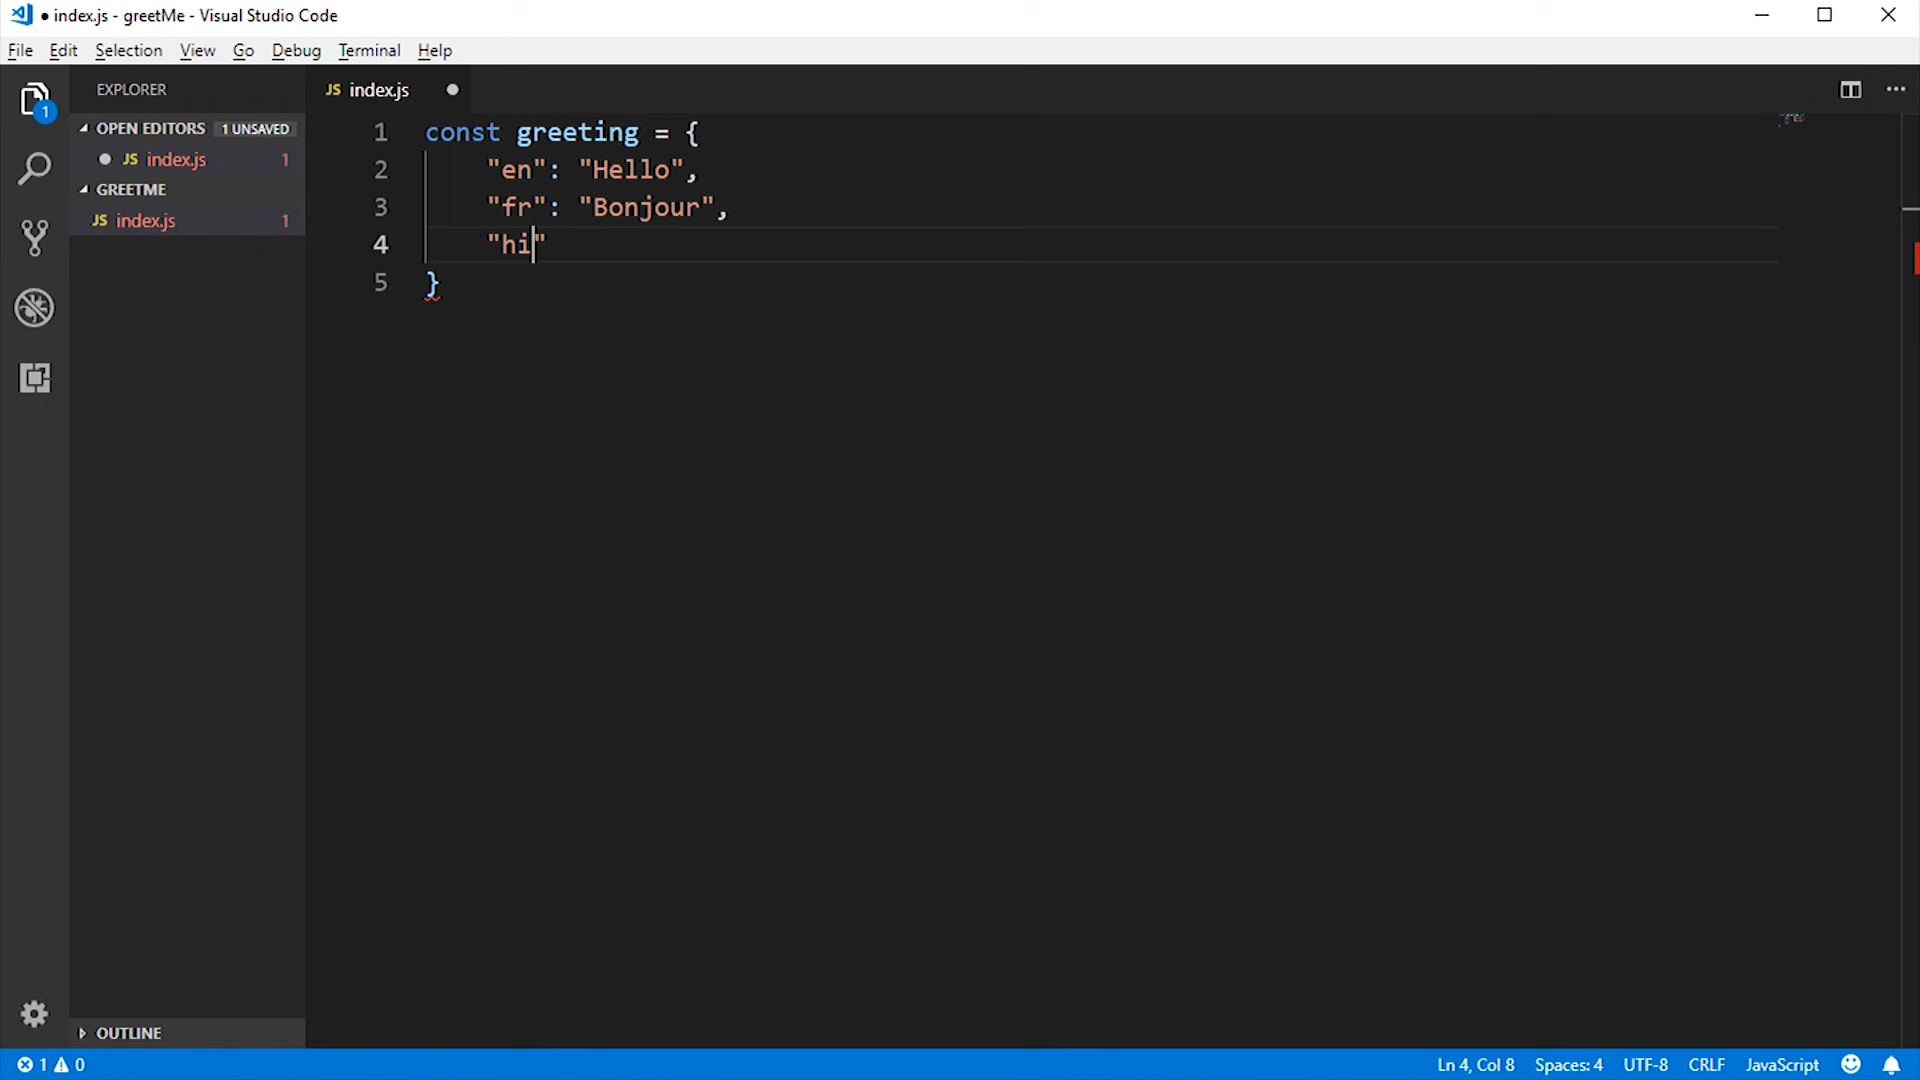 ● index.js - greetMe - Visual Studio Code
File Edit Selection View Go Debug Terminal Help
1
EXPLORER
OPEN EDITORS 1 UNSAVED
● JS index.js 1
GREETME
JS index.js 1
OUTLINE
JS index.js ●
1 const greeting = {
2 "en": "Hello",
3 "fr": "Bonjour",
4 "hi"
5 }
1 0
Ln 4, Col 8 Spaces: 4 UTF-8 CRLF JavaScript